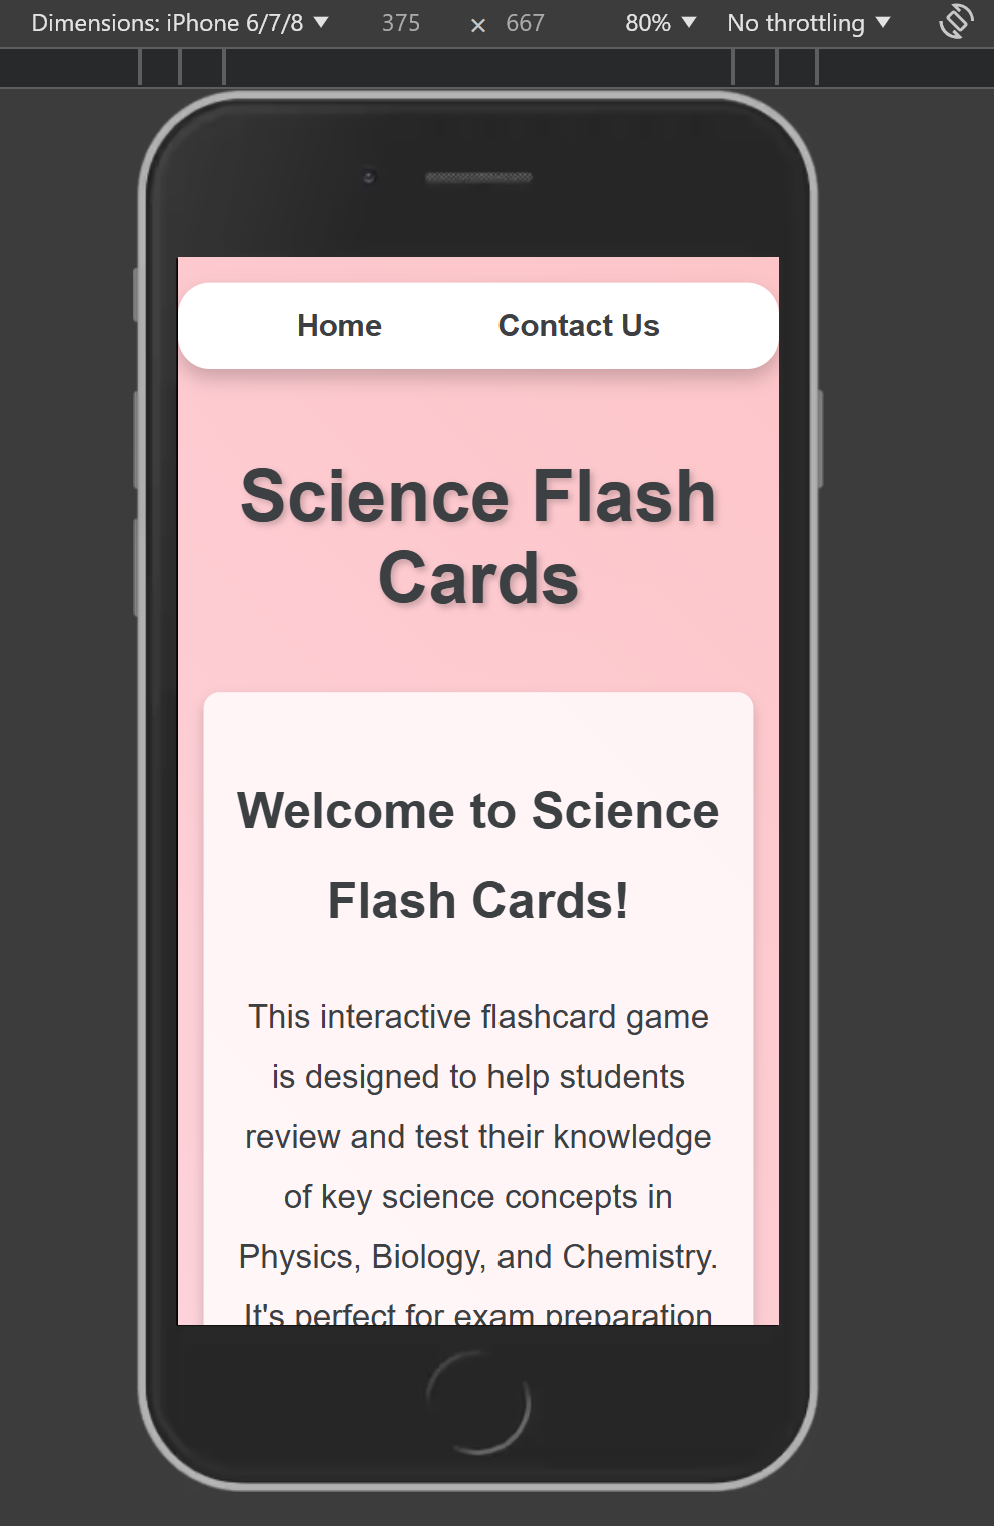 Dimensions: iPhone 6/7/8 375 × 667 80% No throttling
Home Contact Us
Science Flash
Cards
Welcome to Science
Flash Cards!
This interactive flashcard game
is designed to help students
review and test their knowledge
of key science concepts in
Physics, Biology, and Chemistry.
It's perfect for exam preparation